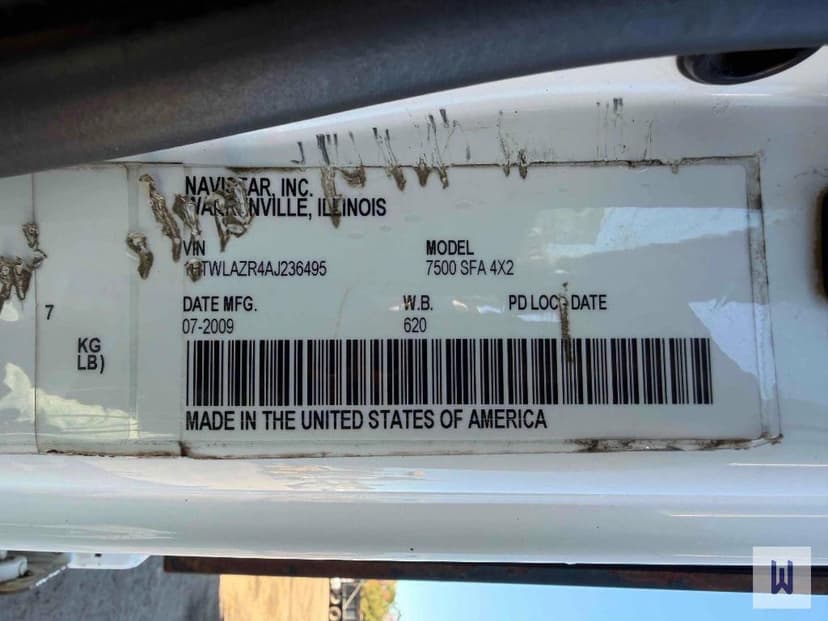 NAVISTAR, INC.
WARRENVILLE, ILLINOIS
VIN
1HTWLAZR4AJ236495
MODEL
7500 SFA 4X2
DATE MFG.
07-2009
W.B.
620
PD LOC DATE
7
KG
LB)
MADE IN THE UNITED STATES OF AMERICA
W